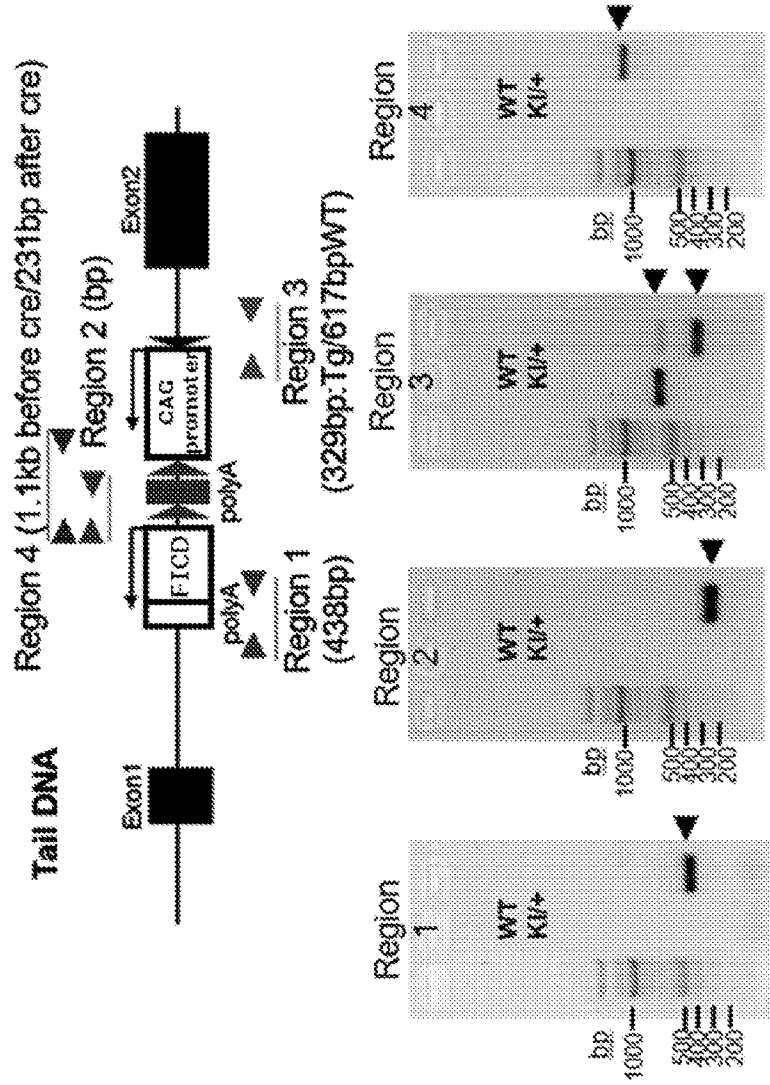 Tail DNA
Region 4 (1.1kb before cre/231bp after cre)
Region 2 (bp)
Exon1
FICD
CAG
promoter
Exon2
polyA
polyA
Region 1
(438bp)
Region 3
(329bp:Tg/617bpWT)
Region
1
WT
KI/+
bp
1000
500
400
300
200
Region
2
WT
KI/+
bp
1000
500
400
300
200
Region
3
WT
KI/+
bp
1000
500
400
300
200
Region
4
WT
KI/+
bp
1000
500
400
300
200